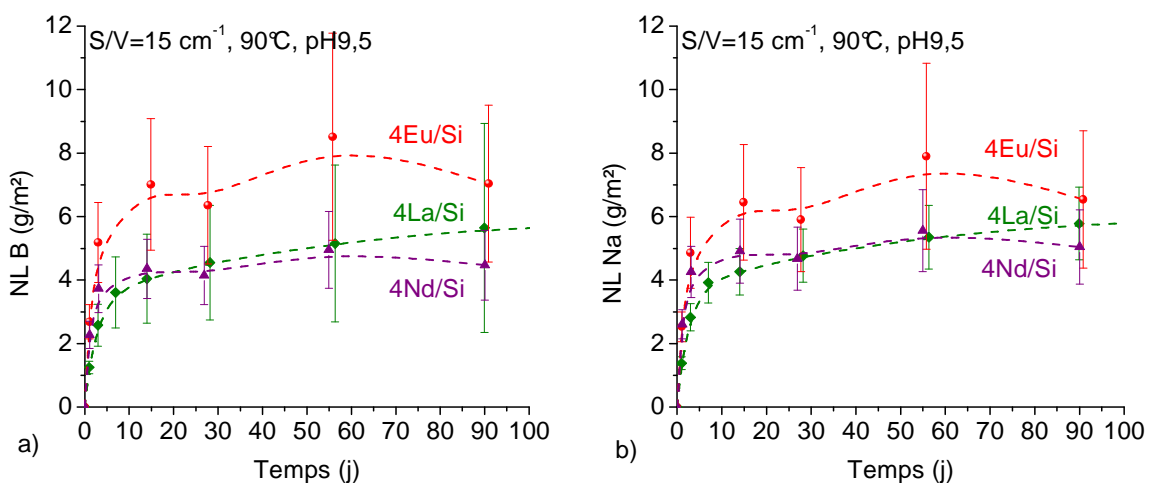 S/V=15 cm⁻¹, 90°C, pH9,5
12
10
8
6
4
2
0
NL B (g/m²)
4Eu/Si
4La/Si
4Nd/Si
0 10 20 30 40 50 60 70 80 90 100
Temps (j)
a)
S/V=15 cm⁻¹, 90°C, pH9,5
12
10
8
6
4
2
0
NL Na (g/m²)
4Eu/Si
4La/Si
4Nd/Si
0 10 20 30 40 50 60 70 80 90 100
Temps (j)
b)